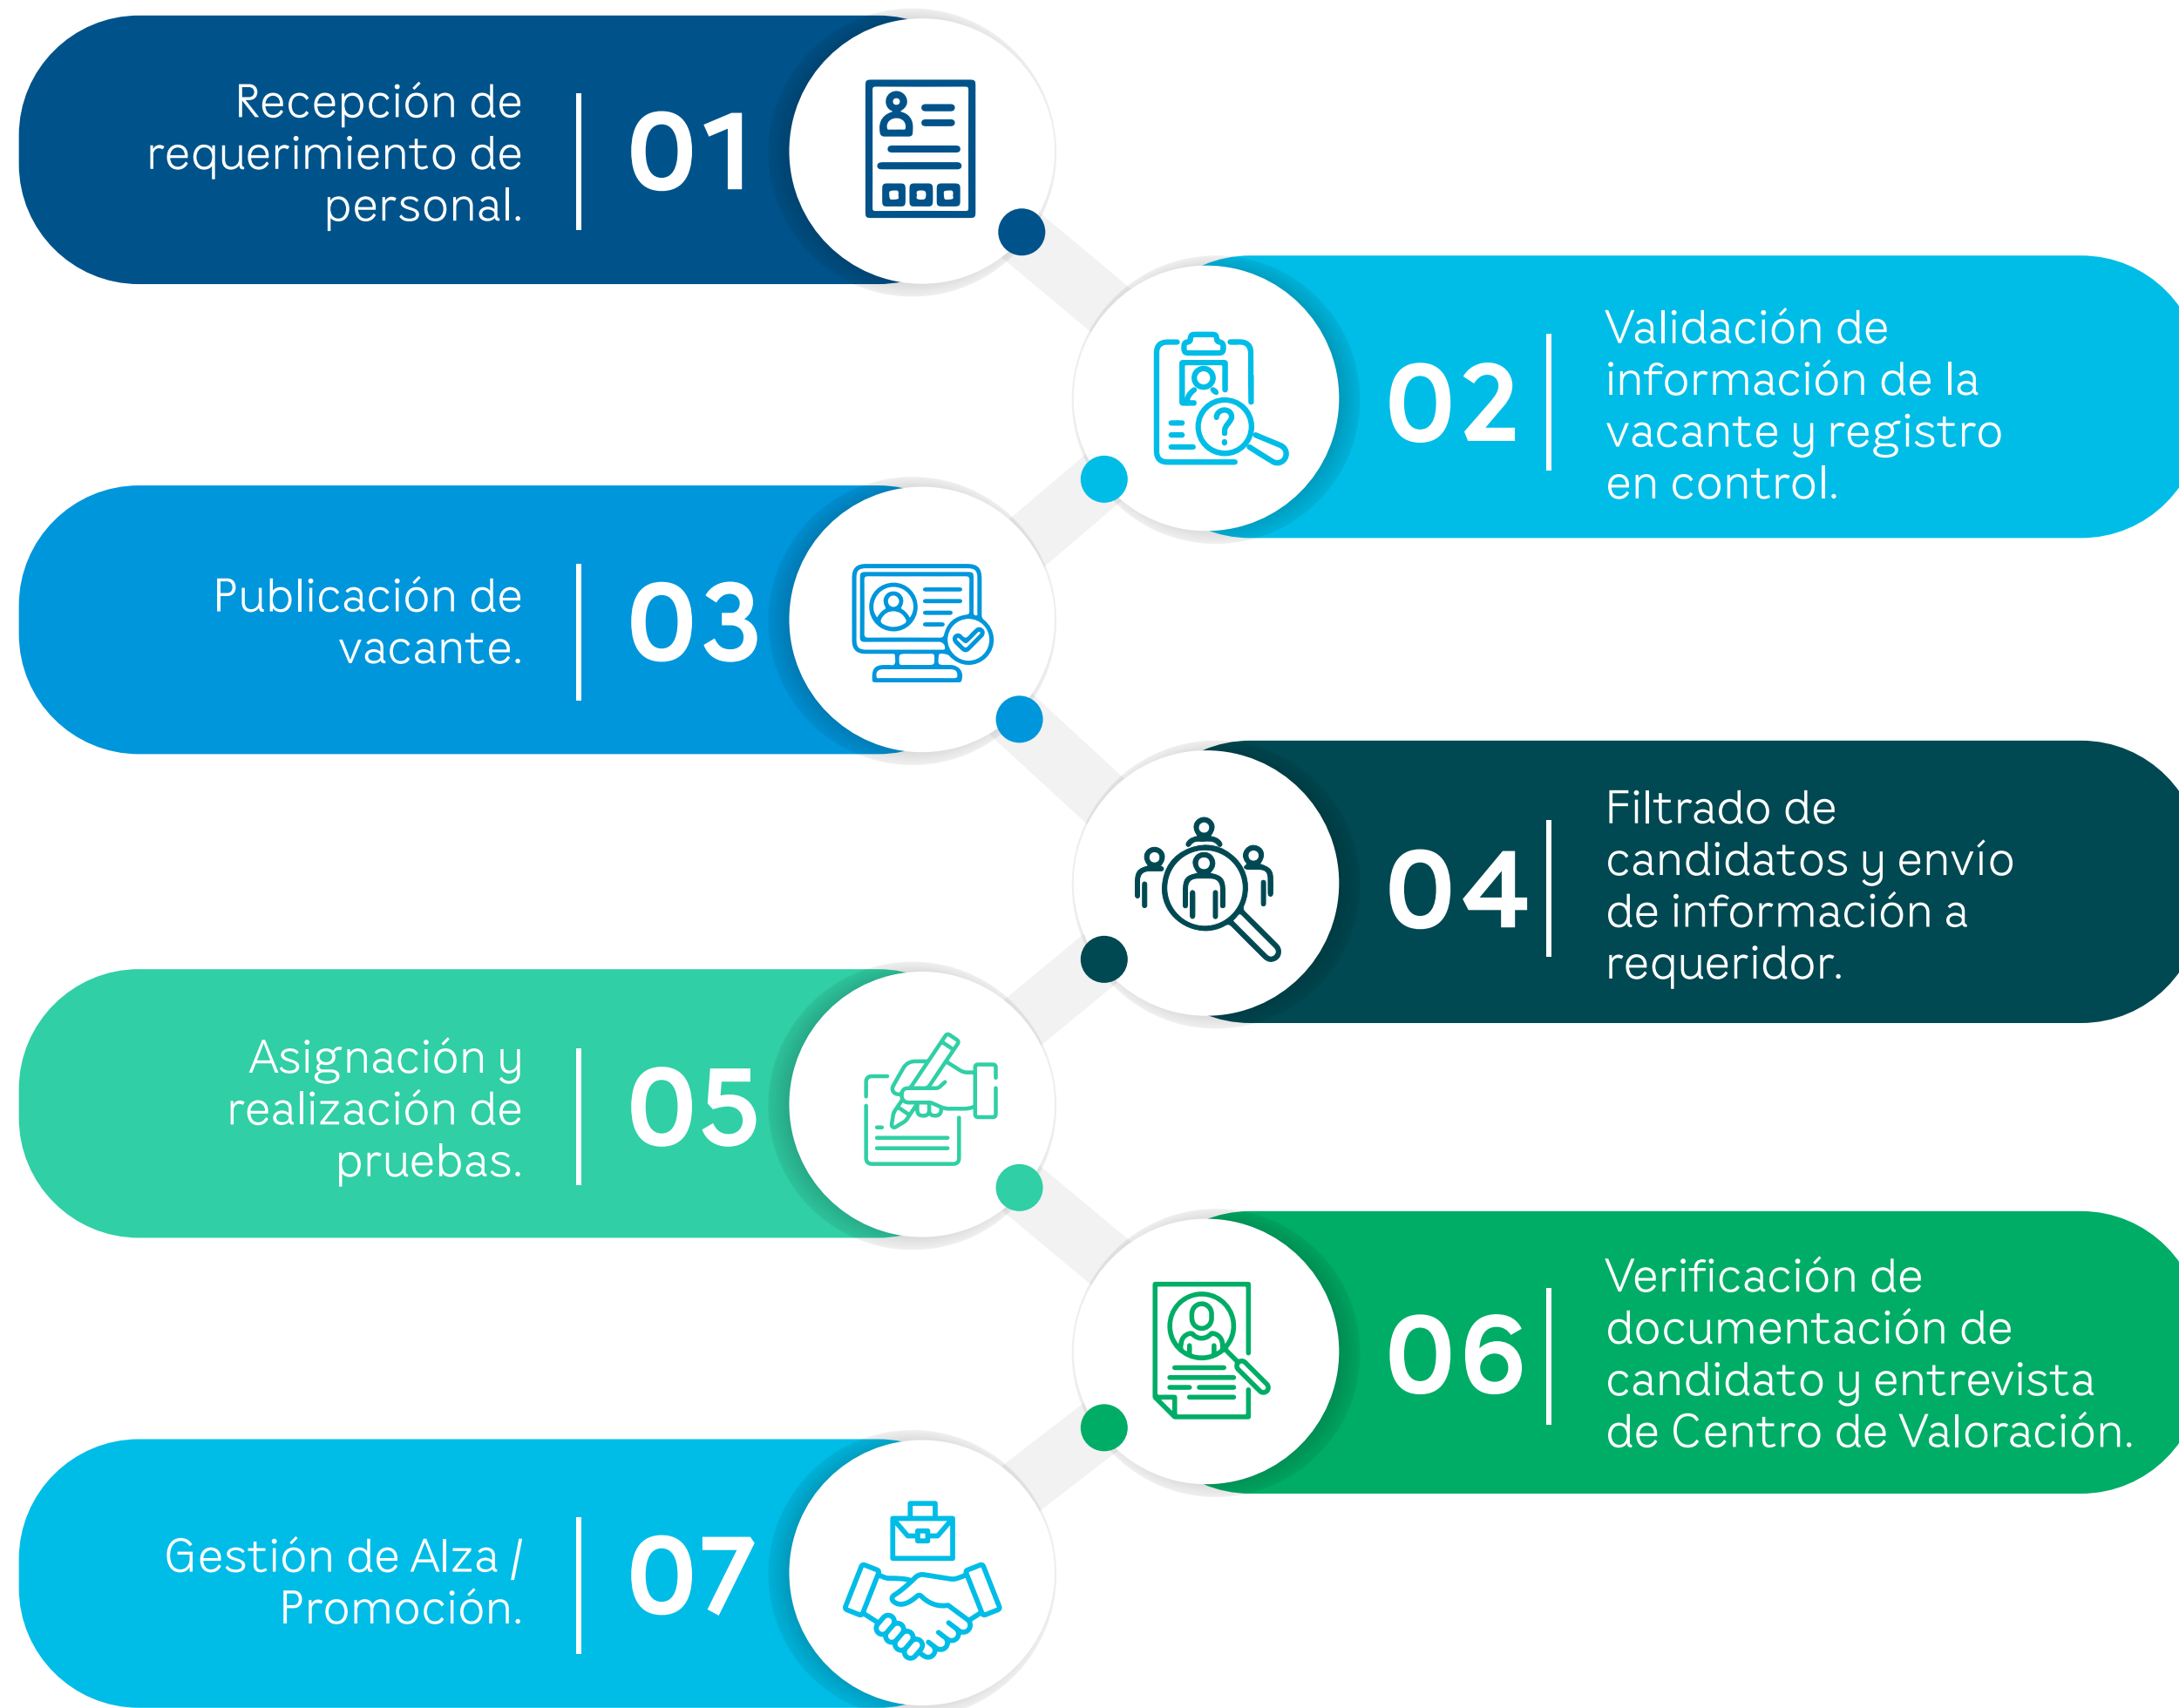 Recepción de
requerimiento de
personal.
01
02
Validación de
información de la
vacante y registro
en control.
Publicación de
vacante.
03
04
Filtrado de
candidatos y envío
de información a
requeridor.
Asignación y
realización de
pruebas.
05
06
Verificación de
documentación de
candidato y entrevista
de Centro de Valoración.
Gestión de Alza /
Promoción.
07